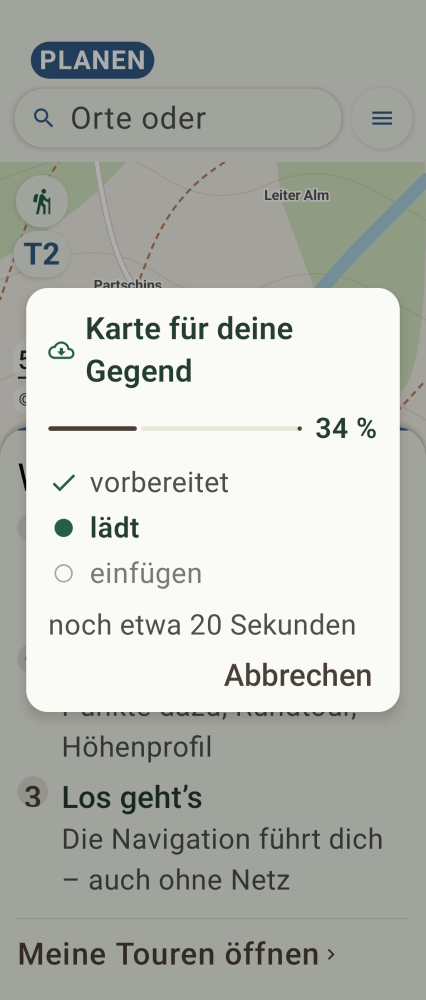 PLANEN
Orte oder
Leiter Alm
T2
Partschins
Karte für deine
Gegend
34 %
vorbereitet
lädt
einfügen
noch etwa 20 Sekunden
Abbrechen
Höhenprofil
3 Los geht's
Die Navigation führt dich
– auch ohne Netz
Meine Touren öffnen ›